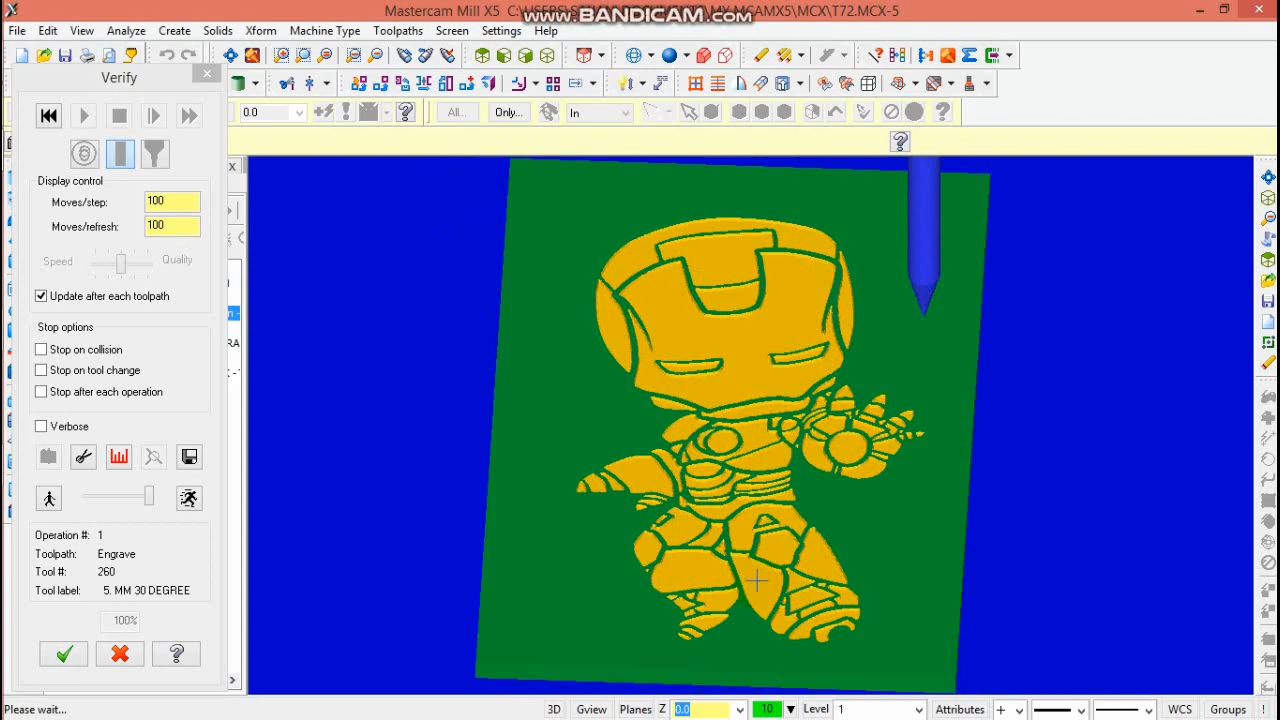 Mastercam Mill X5 C:\USERS\
\MCX\T72.MCX-5
www.BANDICAM.com
File Edit View Analyze Create Solids Xform Machine Type Toolpaths Screen Settings Help
Verify
0.0 All... Only... In
Display control
Moves/step: 100
Moves/refresh: 100
Speed Quality
Update after each toolpath
Stop options
Stop on collision
Stop on tool change
Stop after each operation
Verbose
Operation #: 1
Toolpath: Engrave
Tool #: 260
Tool label: 5. MM 30 DEGREE
100%
Please wait... 3D Gview Planes Z 0.0 10 Level 1 Attributes WCS Groups